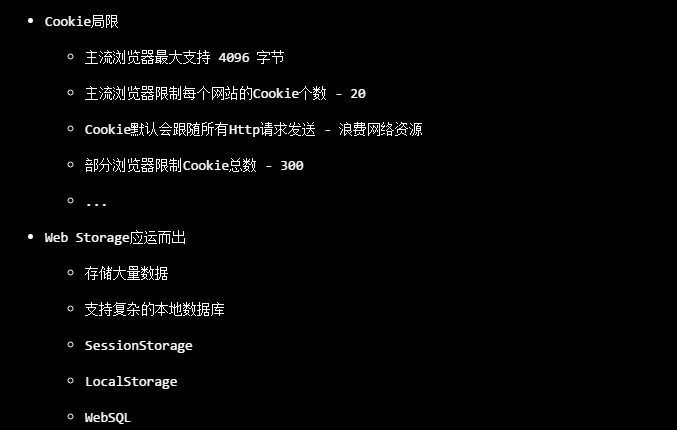 Cookie局限
主流浏览器最大支持 4096 字节
主流浏览器限制每个网站的Cookie个数 - 20
Cookie默认会跟随所有Http请求发送 - 浪费网络资源
部分浏览器限制Cookie总数 - 300
...
Web Storage应运而出
存储大量数据
支持复杂的本地数据库
SessionStorage
LocalStorage
WebSQL